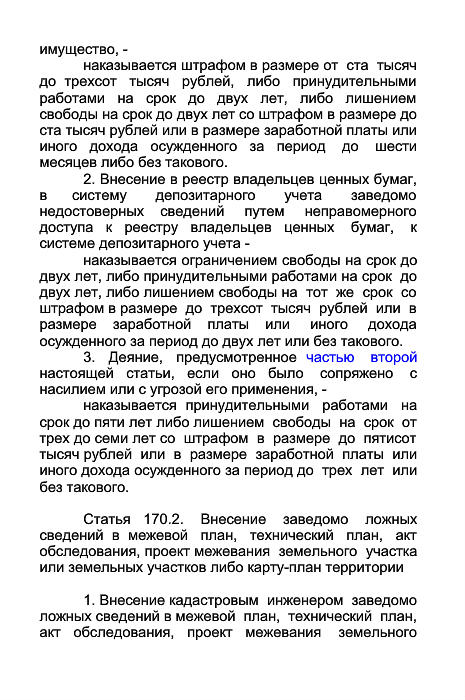 имущество, -
наказывается штрафом в размере от ста тысяч
до трехсот тысяч рублей, либо принудительными
работами на срок до двух лет, либо лишением
свободы на срок до двух лет со штрафом в размере до
ста тысяч рублей или в размере заработной платы или
иного дохода осужденного за период до шести
месяцев либо без такового.
2. Внесение в реестр владельцев ценных бумаг,
в систему депозитарного учета заведомо
недостоверных сведений путем неправомерного
доступа к реестру владельцев ценных бумаг, к
системе депозитарного учета -
наказывается ограничением свободы на срок до
двух лет, либо принудительными работами на срок до
двух лет, либо лишением свободы на тот же срок со
штрафом в размере до трехсот тысяч рублей или в
размере заработной платы или иного дохода
осужденного за период до двух лет или без такового.
3. Деяние, предусмотренное частью второй
настоящей статьи, если оно было сопряжено с
насилием или с угрозой его применения, -
наказывается принудительными работами на
срок до пяти лет либо лишением свободы на срок от
трех до семи лет со штрафом в размере до пятисот
тысяч рублей или в размере заработной платы или
иного дохода осужденного за период до трех лет или
без такового.
Статья 170.2. Внесение заведомо ложных
сведений в межевой план, технический план, акт
обследования, проект межевания земельного участка
или земельных участков либо карту-план территории
1. Внесение кадастровым инженером заведомо
ложных сведений в межевой план, технический план,
акт обследования, проект межевания земельного